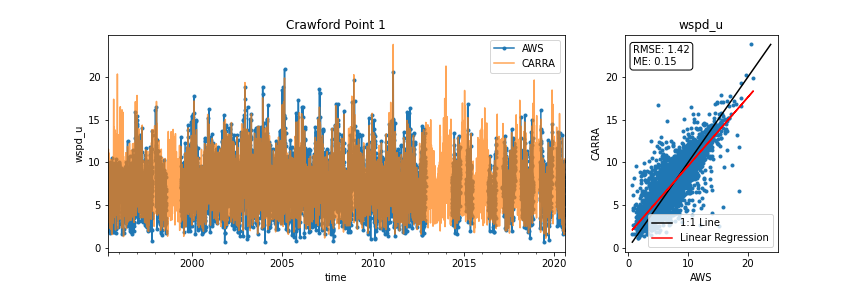 Crawford Point 1
wspd_u
20
15
10
5
0
2000
2005
2010
2015
2020
time
AWS
CARRA
wspd_u
CARRA
20
15
10
5
0
0
10
20
AWS
RMSE: 1.42
ME: 0.15
1:1 Line
Linear Regression